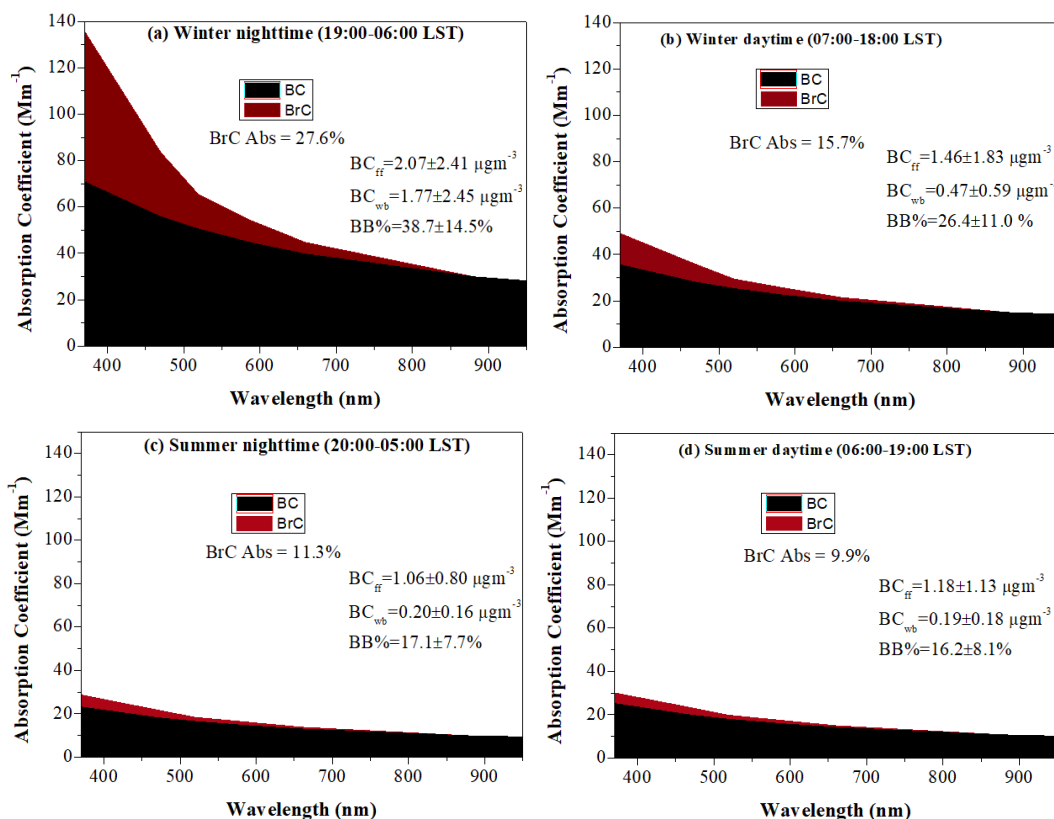 (a) Winter nighttime (19:00-06:00 LST)
Absorption Coefficient (Mm⁻¹)
140
120
100
80
60
40
20
0
BC
BrC
BrC Abs = 27.6%
BC_ff=2.07±2.41 µgm⁻³
BC_wb=1.77±2.45 µgm⁻³
BB%=38.7±14.5%
400 500 600 700 800 900
Wavelength (nm)
(b) Winter daytime (07:00-18:00 LST)
Absorption Coefficient (Mm⁻¹)
140
120
100
80
60
40
20
0
BC
BrC
BrC Abs = 15.7%
BC_ff=1.46±1.83 µgm⁻³
BC_wb=0.47±0.59 µgm⁻³
BB%=26.4±11.0 %
400 500 600 700 800 900
Wavelength (nm)
(c) Summer nighttime (20:00-05:00 LST)
Absorption Coefficient (Mm⁻¹)
140
120
100
80
60
40
20
0
BC
BrC
BrC Abs = 11.3%
BC_ff=1.06±0.80 µgm⁻³
BC_wb=0.20±0.16 µgm⁻³
BB%=17.1±7.7%
400 500 600 700 800 900
Wavelength (nm)
(d) Summer daytime (06:00-19:00 LST)
Absorption Coefficient (Mm⁻¹)
140
120
100
80
60
40
20
0
BC
BrC
BrC Abs = 9.9%
BC_ff=1.18±1.13 µgm⁻³
BC_wb=0.19±0.18 µgm⁻³
BB%=16.2±8.1%
400 500 600 700 800 900
Wavelength (nm)